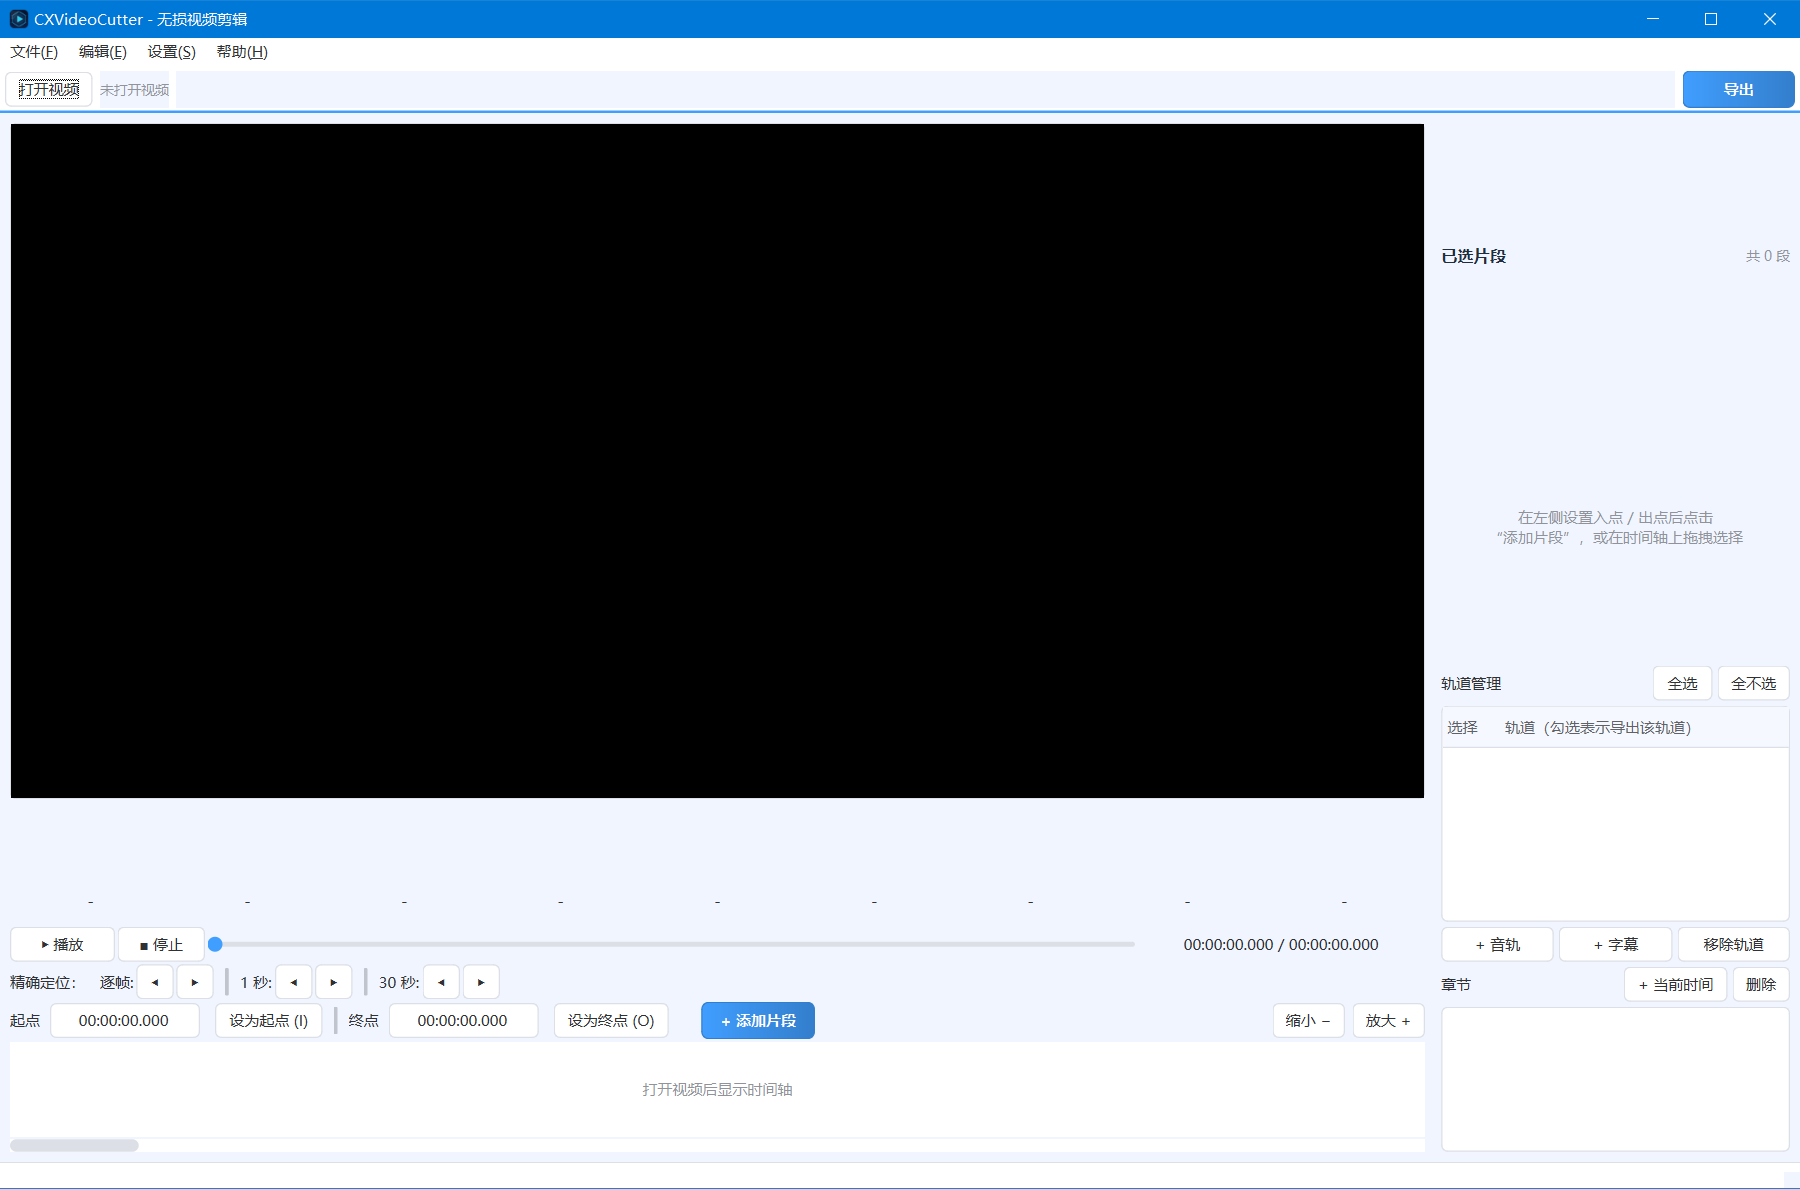 CXVideoCutter - 无损视频剪辑
文件(F) 编辑(E) 设置(S) 帮助(H)
打开视频 未打开视频 导出
已选片段 共 0 段
在左侧设置入点 / 出点后点击
“添加片段”，或在时间轴上拖拽选择
轨道管理 全选 全不选
选择 轨道（勾选表示导出该轨道）
- - - - - - - - -
▶ 播放 ■ 停止 00:00:00.000 / 00:00:00.000
+ 音轨 + 字幕 移除轨道
精确定位： 逐帧: ◄ ► 1 秒: ◄ ► 30 秒: ◄ ►
章节 + 当前时间 删除
起点 00:00:00.000 设为起点 (I) 终点 00:00:00.000 设为终点 (O) + 添加片段 缩小 − 放大 +
打开视频后显示时间轴